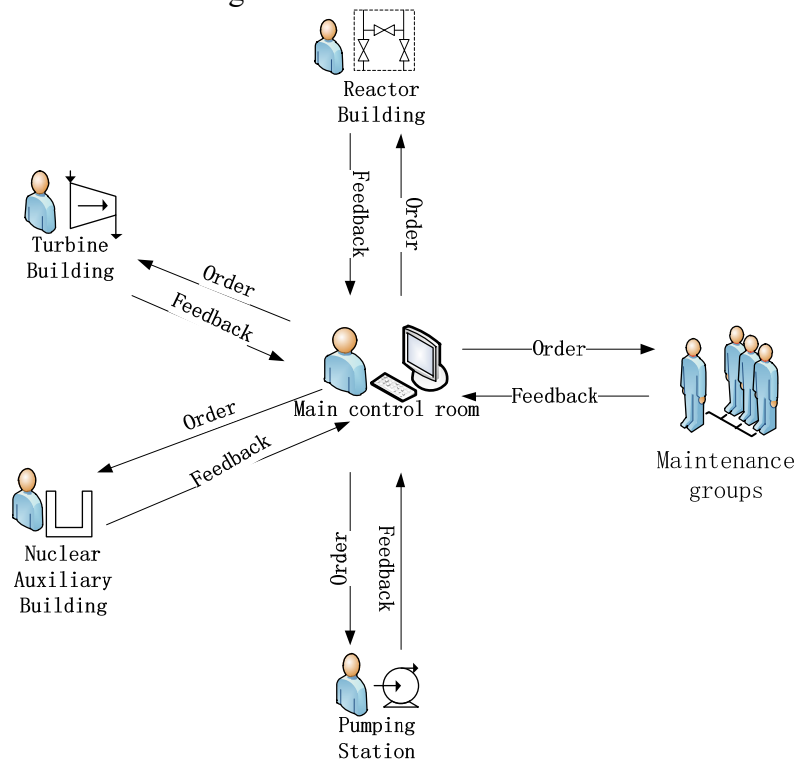 Reactor
Building
Feedback
Order
Turbine
Building
Order
Feedback
Order
Feedback
Main control room
Order
Feedback
Maintenance
groups
Nuclear
Auxiliary
Building
Order
Feedback
Pumping
Station